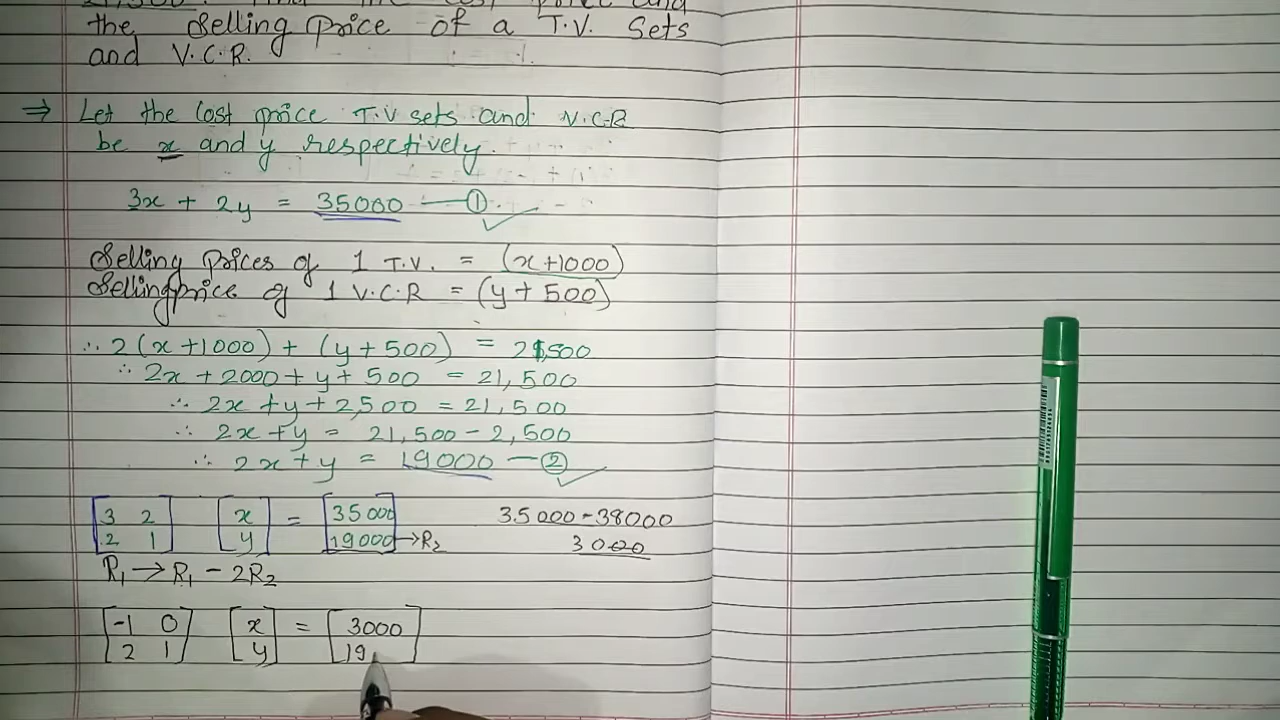 the Selling price of a T.V. Sets
and V.C.R.
⇒ Let the Cost price T.V sets and V.C.R
be x and y respectively.
3x + 2y = 35000 — ①
Selling Prices of 1 T.V. = (x+1000)
Selling price of 1 V.C.R = (y + 500)
∴ 2(x+1000) + (y+500) = 21,500
∴ 2x + 2000 + y + 500 = 21,500
∴ 2x + y + 2,500 = 21,500
∴ 2x + y = 21,500 - 2,500
∴ 2x + y = 19000 — ②
[3 2] [x] = [35000] 35000 - 38000
[2 1] [y] [19000] → R₂ 3000
R₁ → R₁ - 2R₂
[-1 0] [x] = [3000]
[2 1] [y] [19